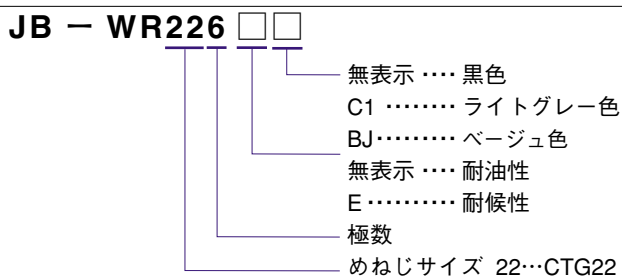 JB － WR226 □□
無表示 ････ 黒色
C1 ････････ ライトグレー色
BJ ･････････ ベージュ色
無表示 ････ 耐油性
E ･･････････ 耐候性
極数
めねじサイズ 22…CTG22